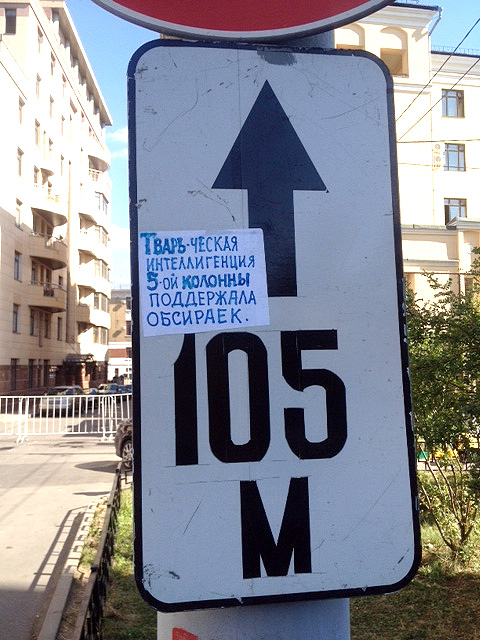 ТВАРЬ-ЧЕСКАЯ
ИНТЕЛЛИГЕНЦИЯ
5-ОЙ КОЛОННЫ
ПОДДЕРЖАЛА
ОБСИРАЕК.
105
М